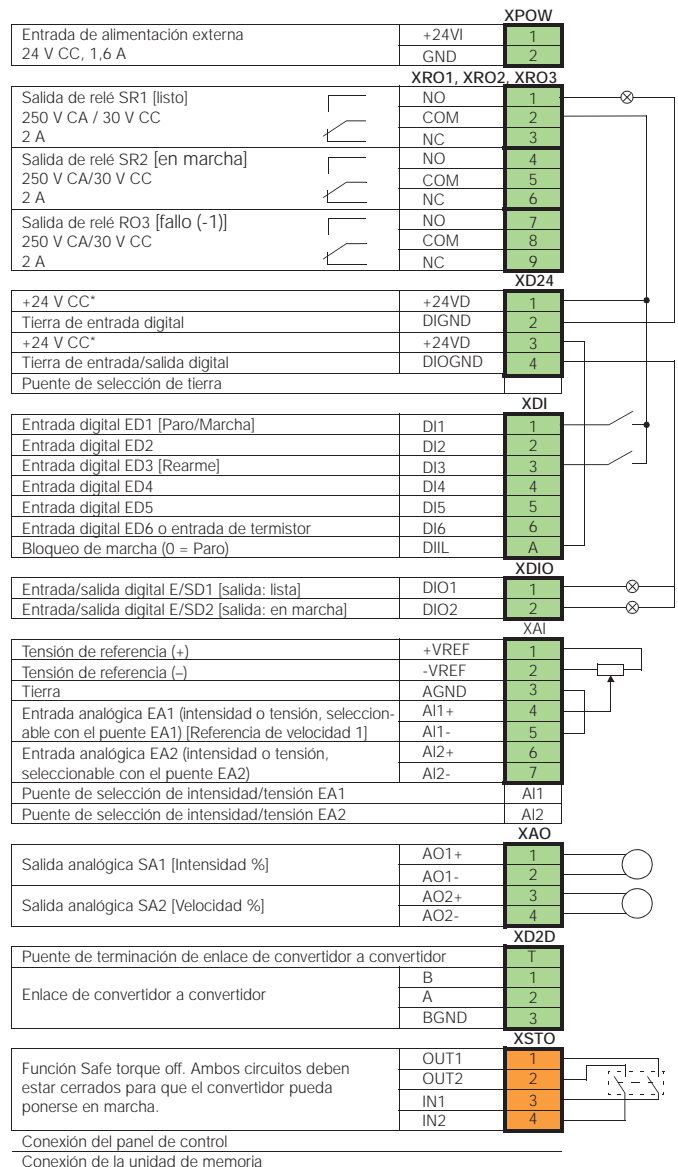 XPOW
Entrada de alimentación externa +24VI 1
24 V CC, 1,6 A GND 2
XRO1, XRO2, XRO3
Salida de relé SR1 [listo] NO 1
250 V CA / 30 V CC COM 2
2 A NC 3
Salida de relé SR2 [en marcha] NO 4
250 V CA/30 V CC COM 5
2 A NC 6
Salida de relé RO3 [fallo (-1)] NO 7
250 V CA/30 V CC COM 8
2 A NC 9
XD24
+24 V CC* +24VD 1
Tierra de entrada digital DIGND 2
+24 V CC* +24VD 3
Tierra de entrada/salida digital DIOGND 4
Puente de selección de tierra
XDI
Entrada digital ED1 [Paro/Marcha] DI1 1
Entrada digital ED2 DI2 2
Entrada digital ED3 [Rearme] DI3 3
Entrada digital ED4 DI4 4
Entrada digital ED5 DI5 5
Entrada digital ED6 o entrada de termistor DI6 6
Bloqueo de marcha (0 = Paro) DIIL A
XDIO
Entrada/salida digital E/SD1 [salida: lista] DIO1 1
Entrada/salida digital E/SD2 [salida: en marcha] DIO2 2
XAI
Tensión de referencia (+) +VREF 1
Tensión de referencia (–) -VREF 2
Tierra AGND 3
Entrada analógica EA1 (intensidad o tensión, seleccion- AI1+ 4
able con el puente EA1) [Referencia de velocidad 1] AI1- 5
Entrada analógica EA2 (intensidad o tensión, AI2+ 6
seleccionable con el puente EA2) AI2- 7
Puente de selección de intensidad/tensión EA1 AI1
Puente de selección de intensidad/tensión EA2 AI2
XAO
Salida analógica SA1 [Intensidad %] AO1+ 1
AO1- 2
Salida analógica SA2 [Velocidad %] AO2+ 3
AO2- 4
XD2D
Puente de terminación de enlace de convertidor a convertidor T
Enlace de convertidor a convertidor B 1
A 2
BGND 3
XSTO
Función Safe torque off. Ambos circuitos deben OUT1 1
estar cerrados para que el convertidor pueda OUT2 2
ponerse en marcha. IN1 3
IN2 4
Conexión del panel de control
Conexión de la unidad de memoria